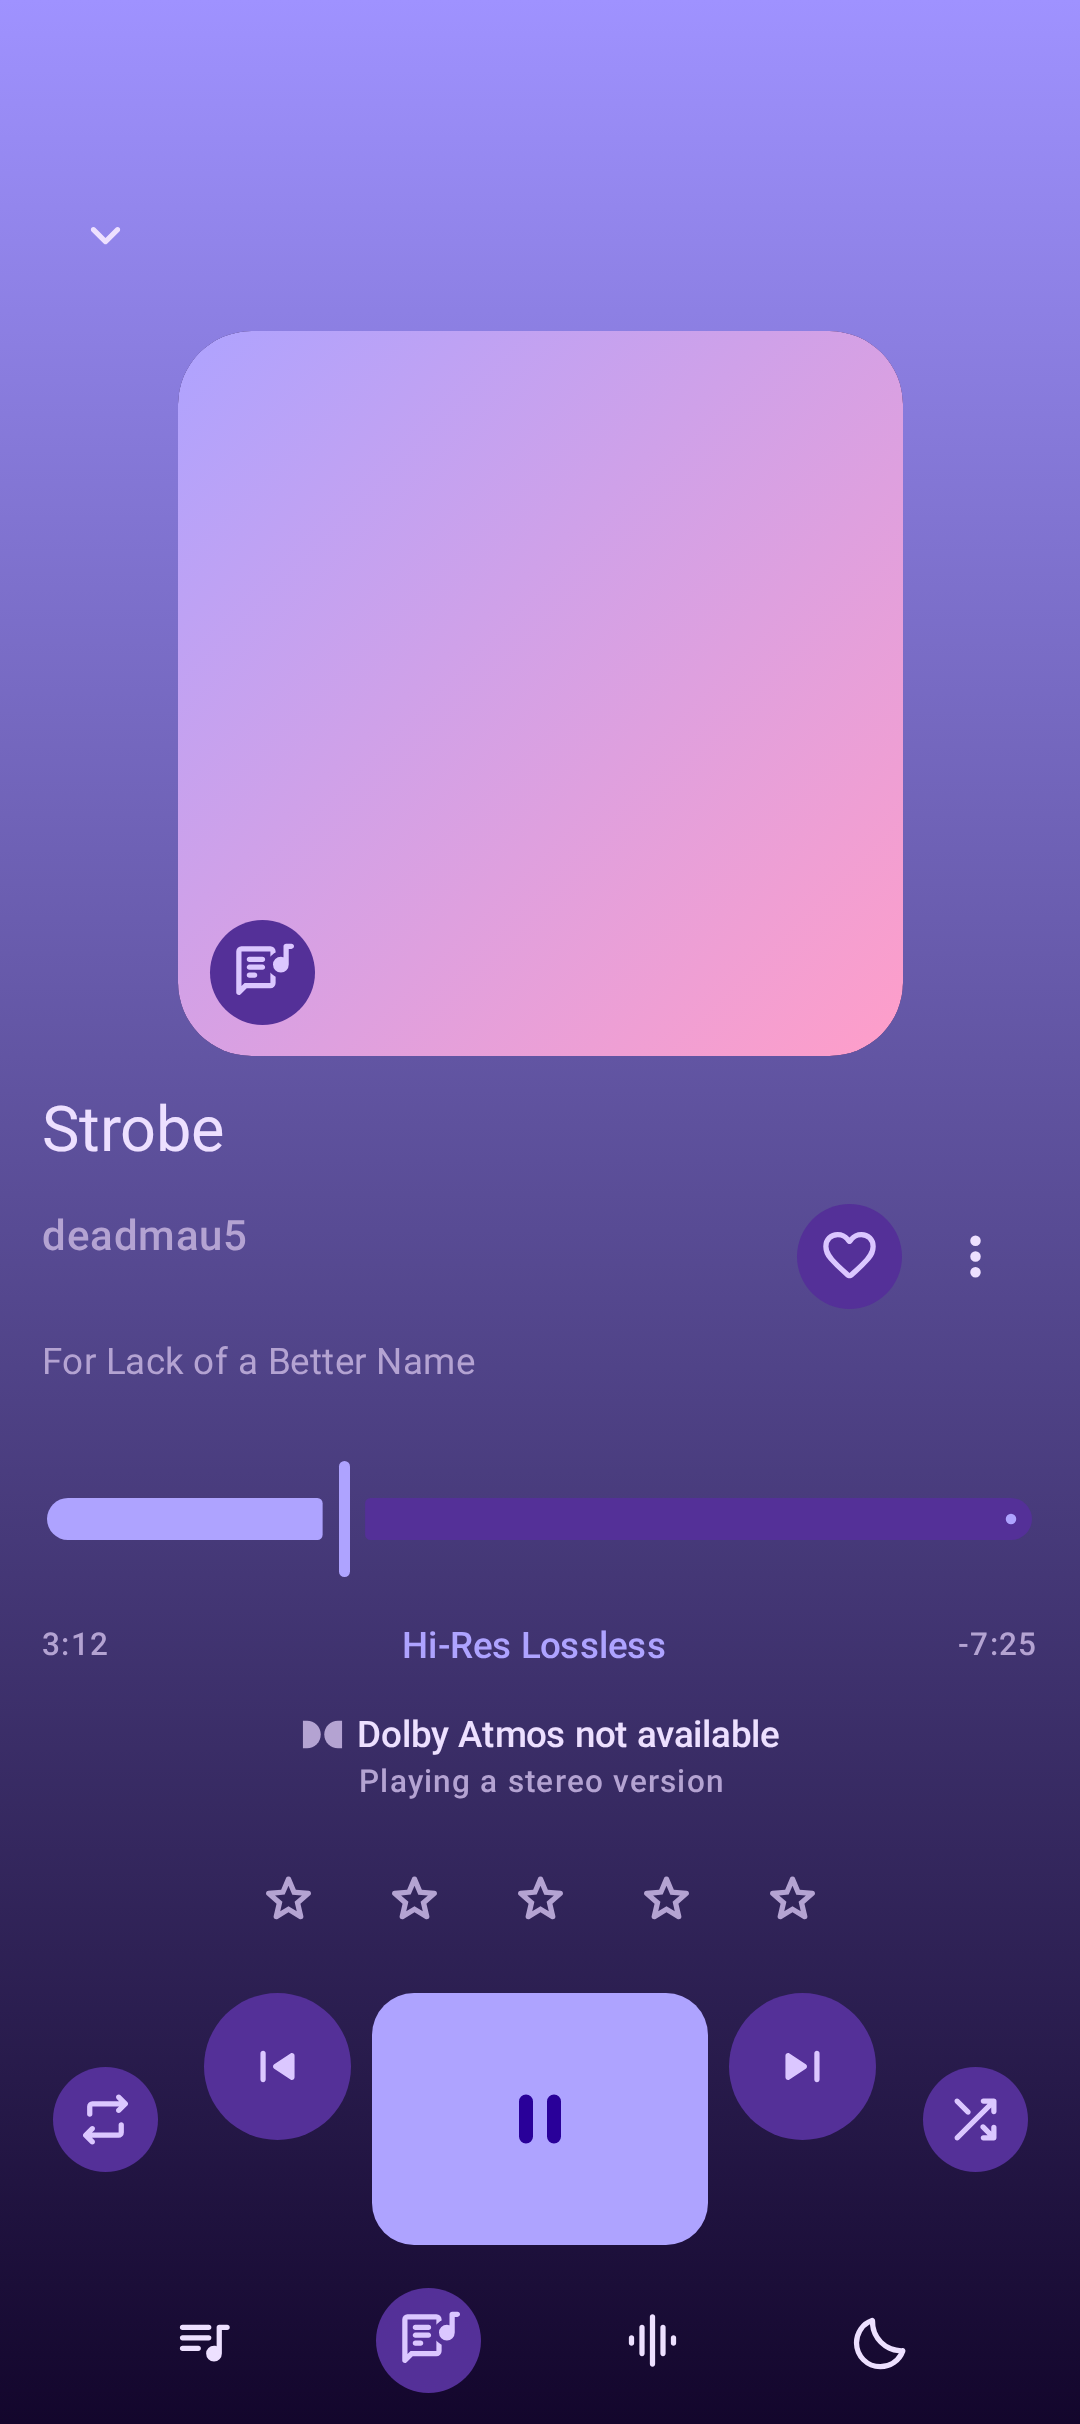 Strobe
deadmau5
For Lack of a Better Name
3:12
Hi-Res Lossless
-7:25
Dolby Atmos not available
Playing a stereo version